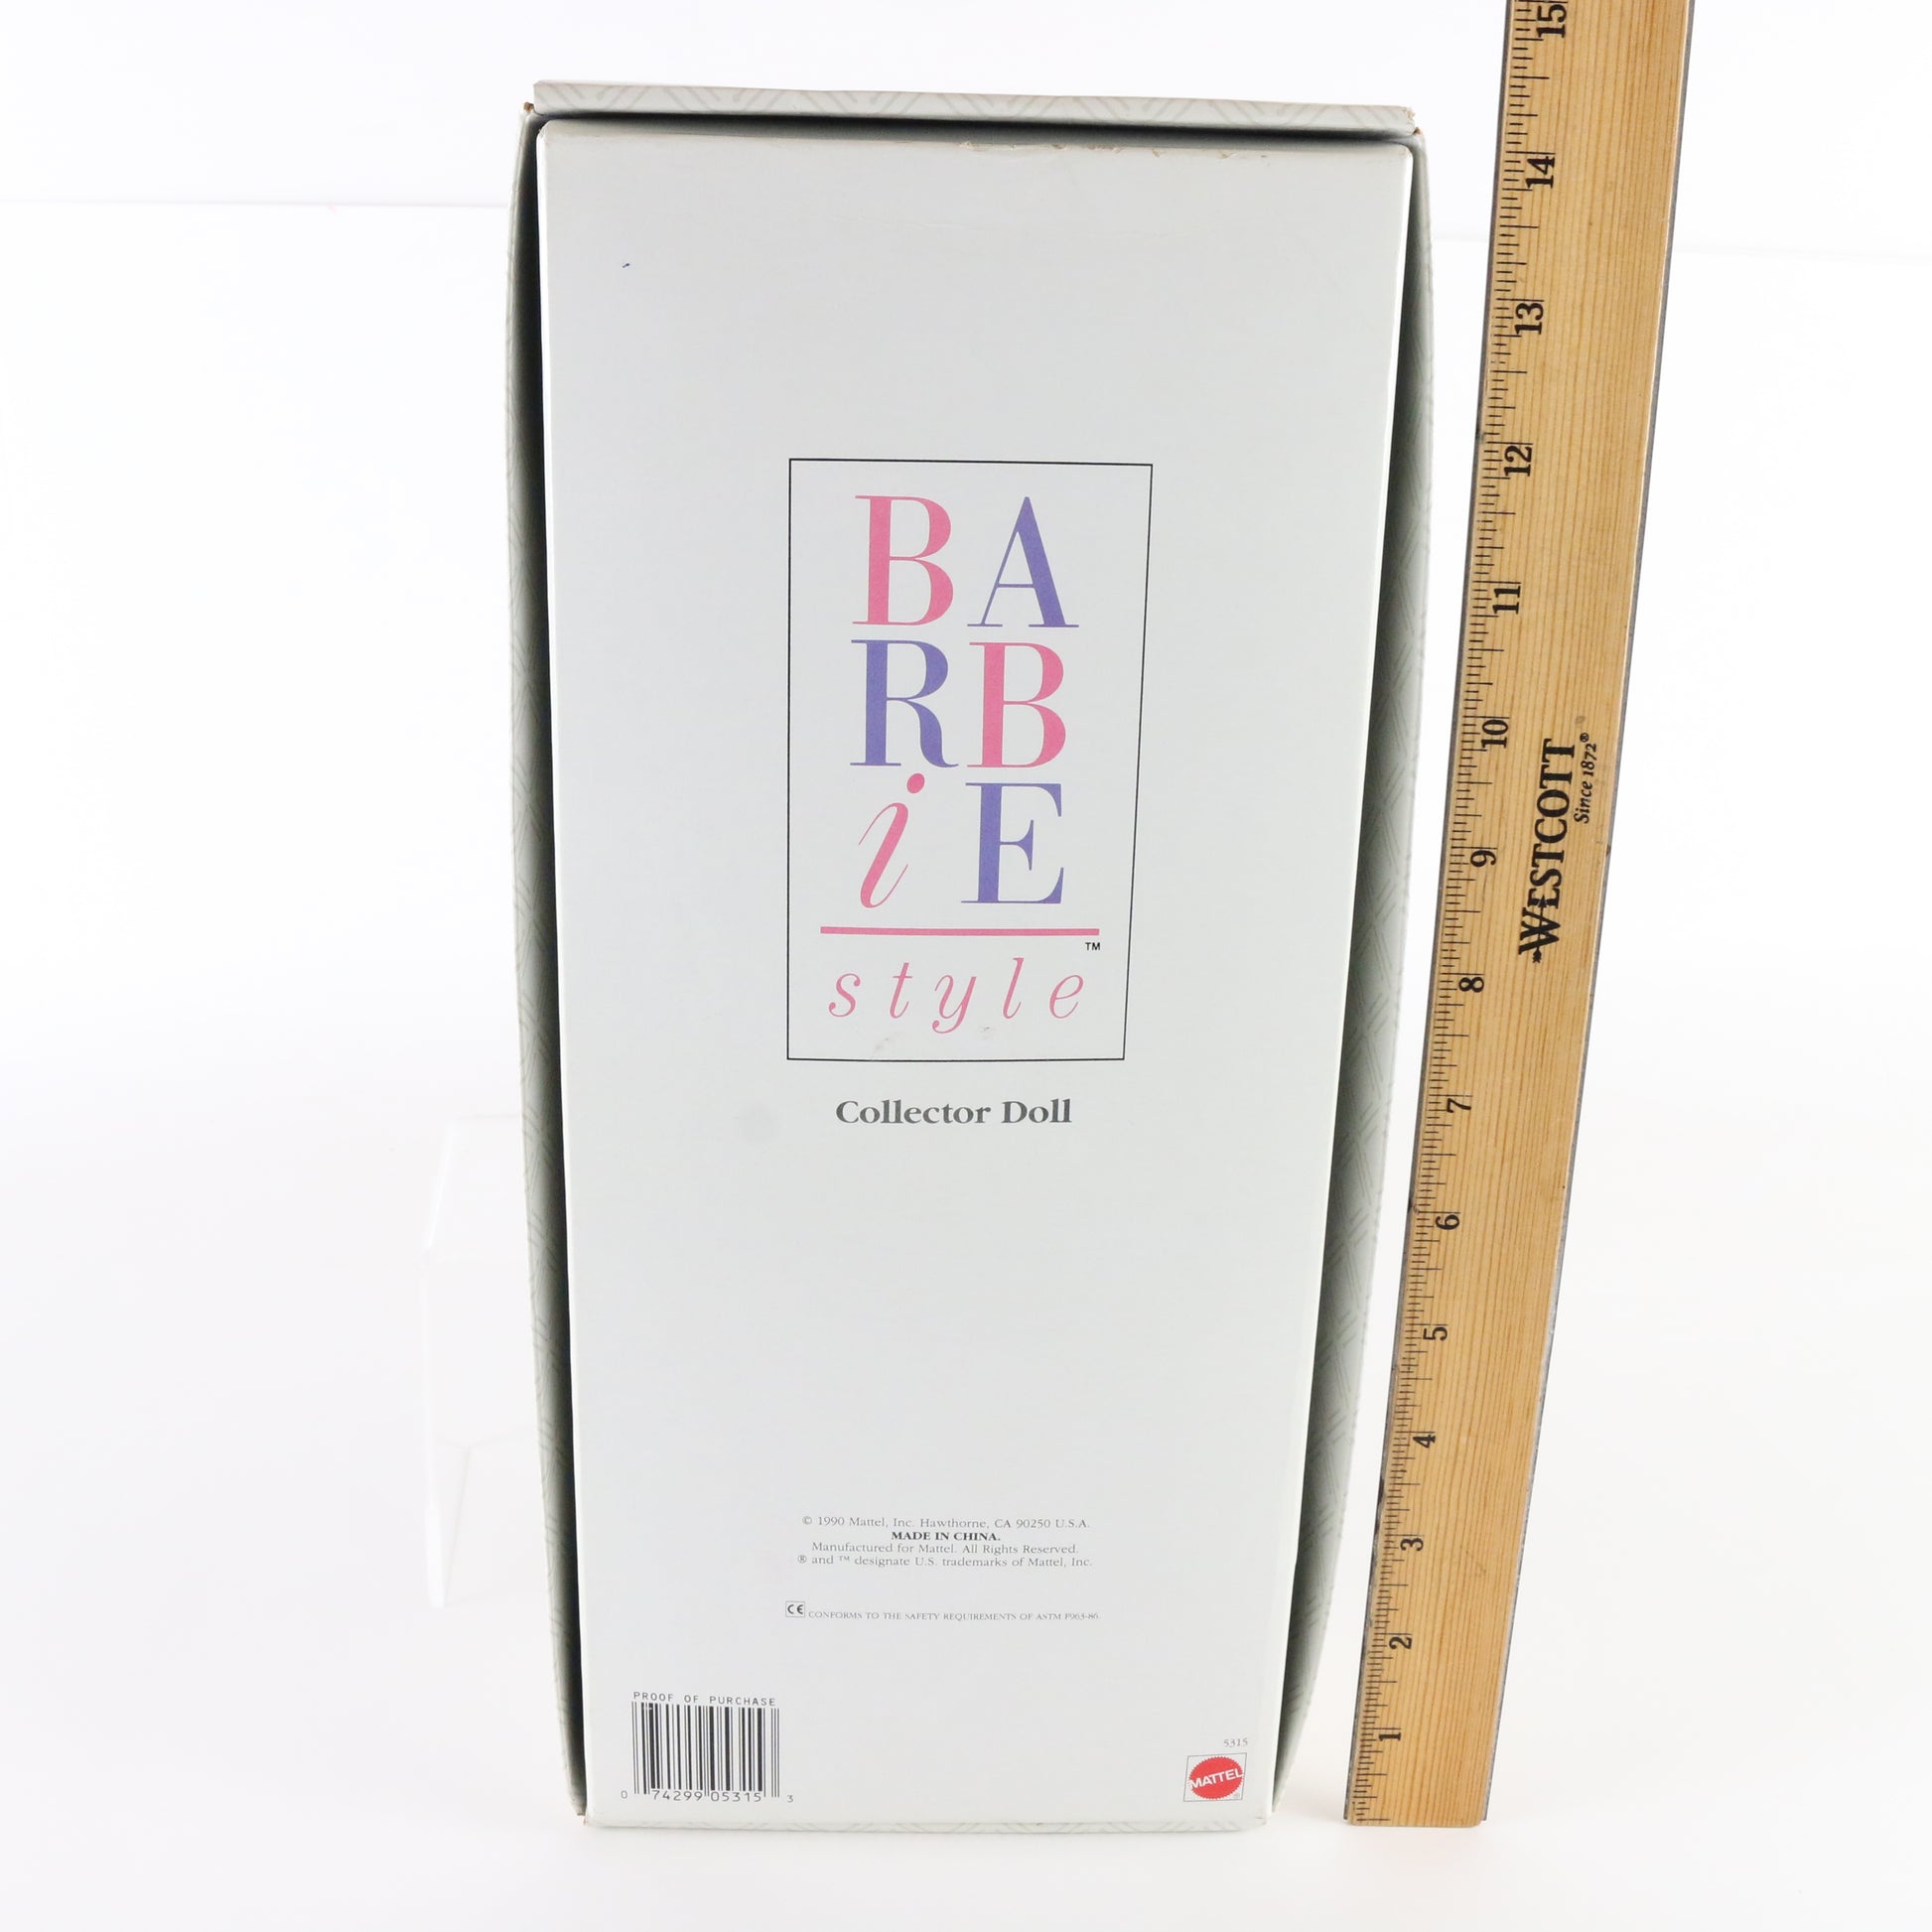 BA
RB
iE
™
style
Collector Doll
© 1990 Mattel, Inc. Hawthorne, CA 90250 U.S.A.
MADE IN CHINA.
Manufactured for Mattel. All Rights Reserved.
® and ™ designate U.S. trademarks of Mattel, Inc.
CE CONFORMS TO THE SAFETY REQUIREMENTS OF ASTM F963-86.
PROOF OF PURCHASE
0 74299 05315 3
5315
MATTEL ®
15
14
13
12
11
10
9
8
7
6
5
4
3
2
1
WESTCOTT
Since 1872®